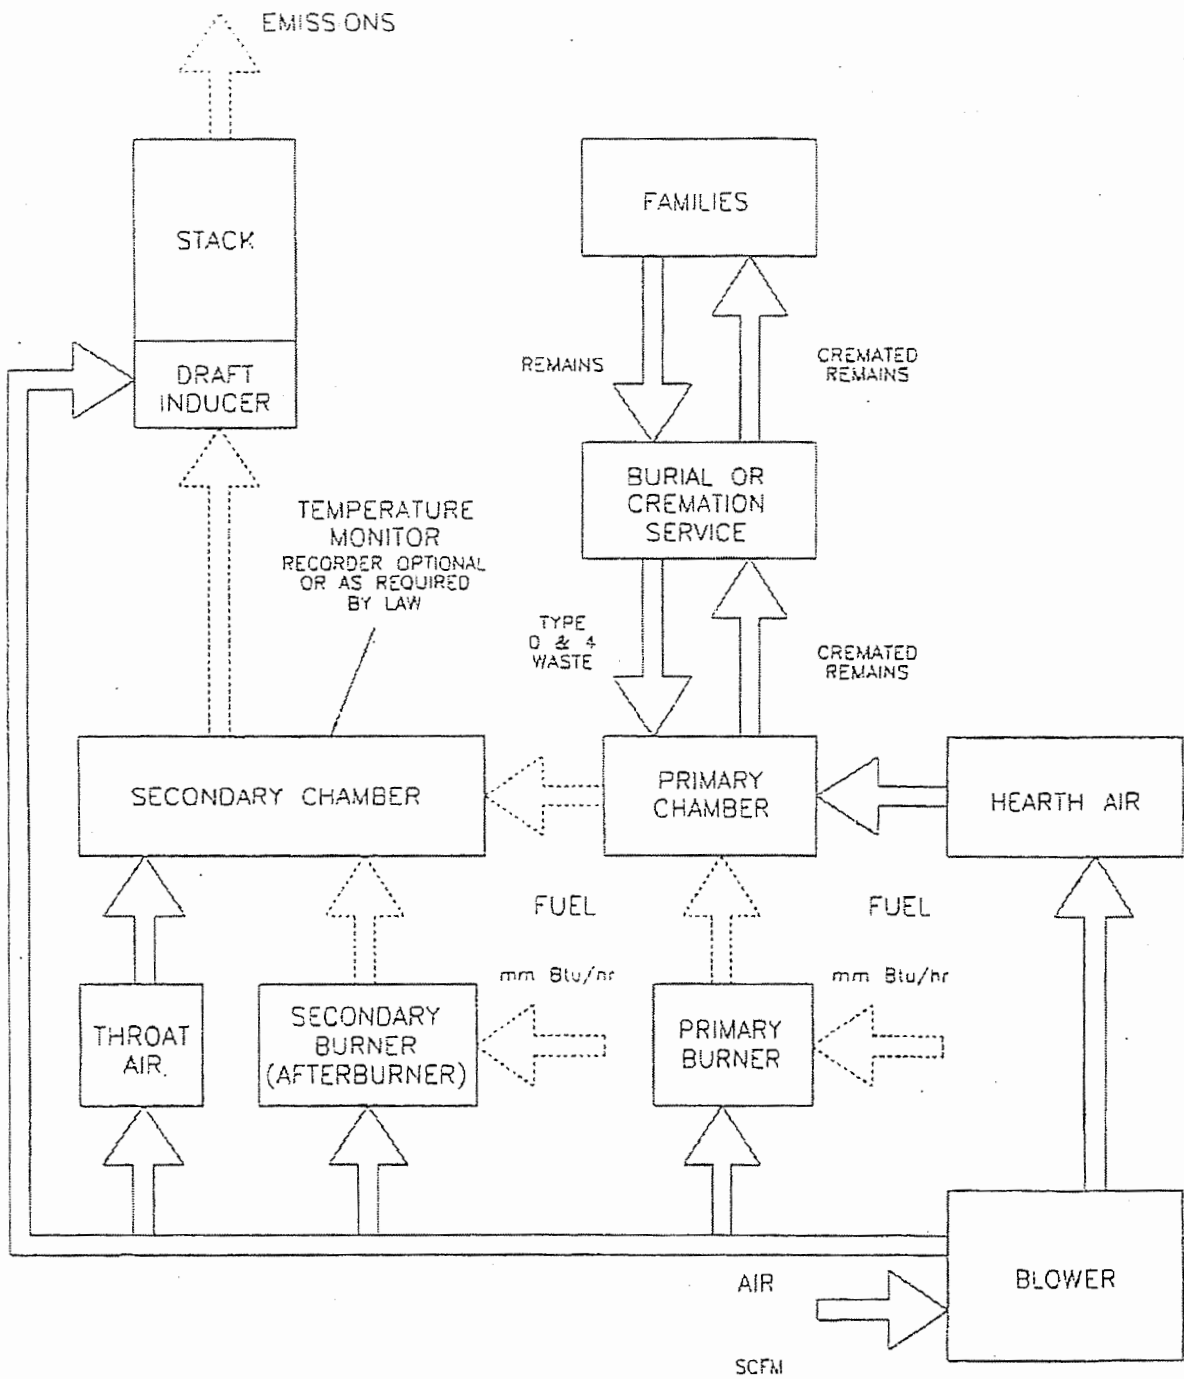 EMISSIONS
STACK
DRAFT
INDUCER
FAMILIES
REMAINS
CREMATED
REMAINS
BURIAL OR
CREMATION
SERVICE
TEMPERATURE
MONITOR
RECORDER OPTIONAL
OR AS REQUIRED
BY LAW
TYPE
0 & 4
WASTE
CREMATED
REMAINS
SECONDARY CHAMBER
PRIMARY
CHAMBER
HEARTH AIR
FUEL
FUEL
mm Btu/hr
mm Btu/hr
THROAT
AIR
SECONDARY
BURNER
(AFTERBURNER)
PRIMARY
BURNER
BLOWER
AIR
SCFM